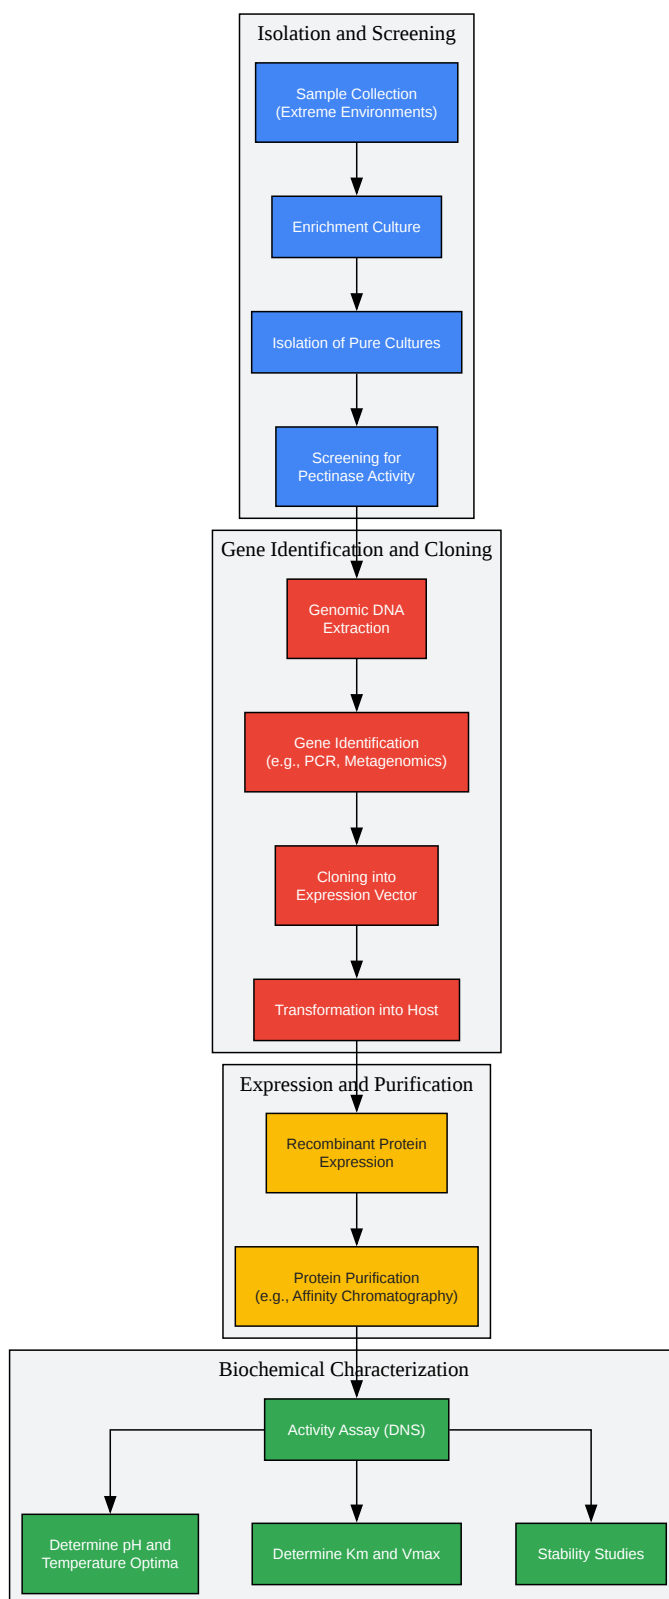 Isolation and Screening
Sample Collection
(Extreme Environments)
Enrichment Culture
Isolation of Pure Cultures
Screening for
Pectinase Activity
Gene Identification and Cloning
Genomic DNA
Extraction
Gene Identification
(e.g., PCR, Metagenomics)
Cloning into
Expression Vector
Transformation into Host
Expression and Purification
Recombinant Protein
Expression
Protein Purification
(e.g., Affinity Chromatography)
Biochemical Characterization
Activity Assay (DNS)
Determine pH and
Temperature Optima
Determine Km and Vmax
Stability Studies